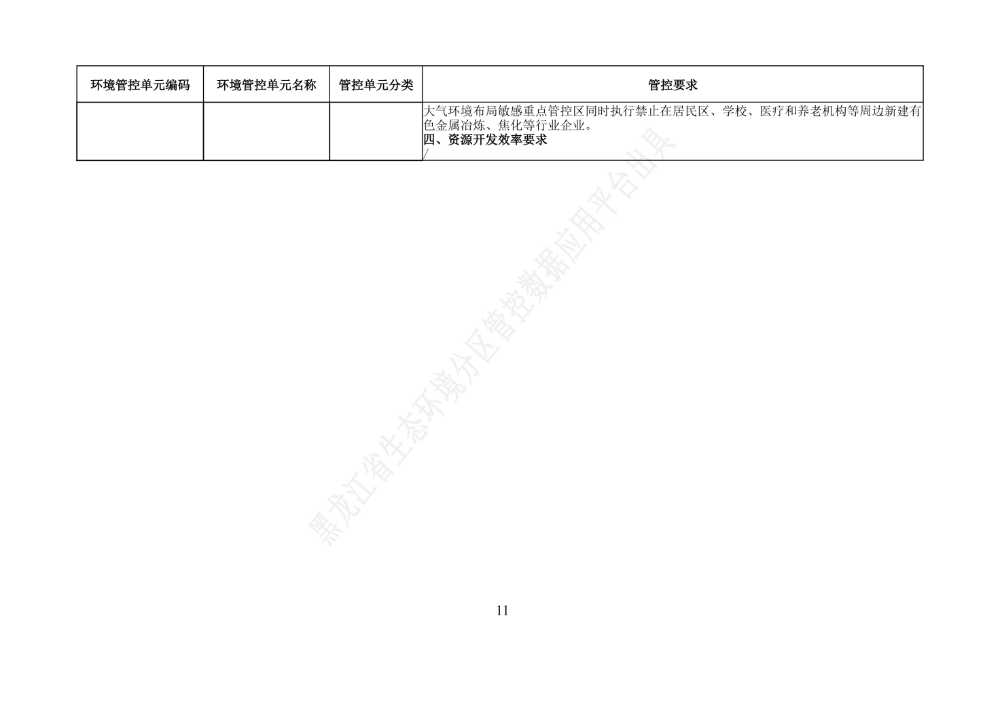 环境管控单元编码 环境管控单元名称 管控单元分类 管控要求
大气环境布局敏感重点管控区同时执行禁止在居民区、学校、医疗和养老机构等周边新建有
色金属冶炼、焦化等行业企业。
四、资源开发效率要求
/
黑龙江省生态环境分区管控数据应用平台出具
11